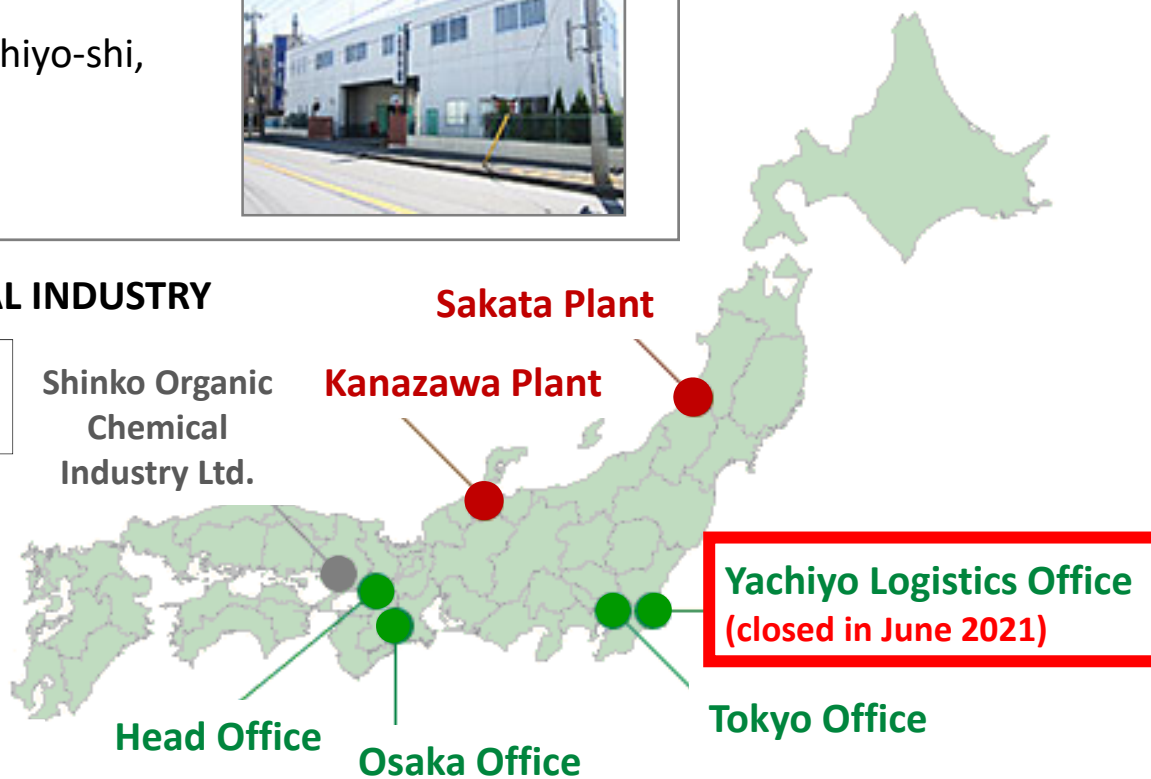 hiyo-shi,
AL INDUSTRY
Sakata Plant
Shinko Organic
Chemical
Industry Ltd.
Kanazawa Plant
Yachiyo Logistics Office
(closed in June 2021)
Tokyo Office
Head Office
Osaka Office